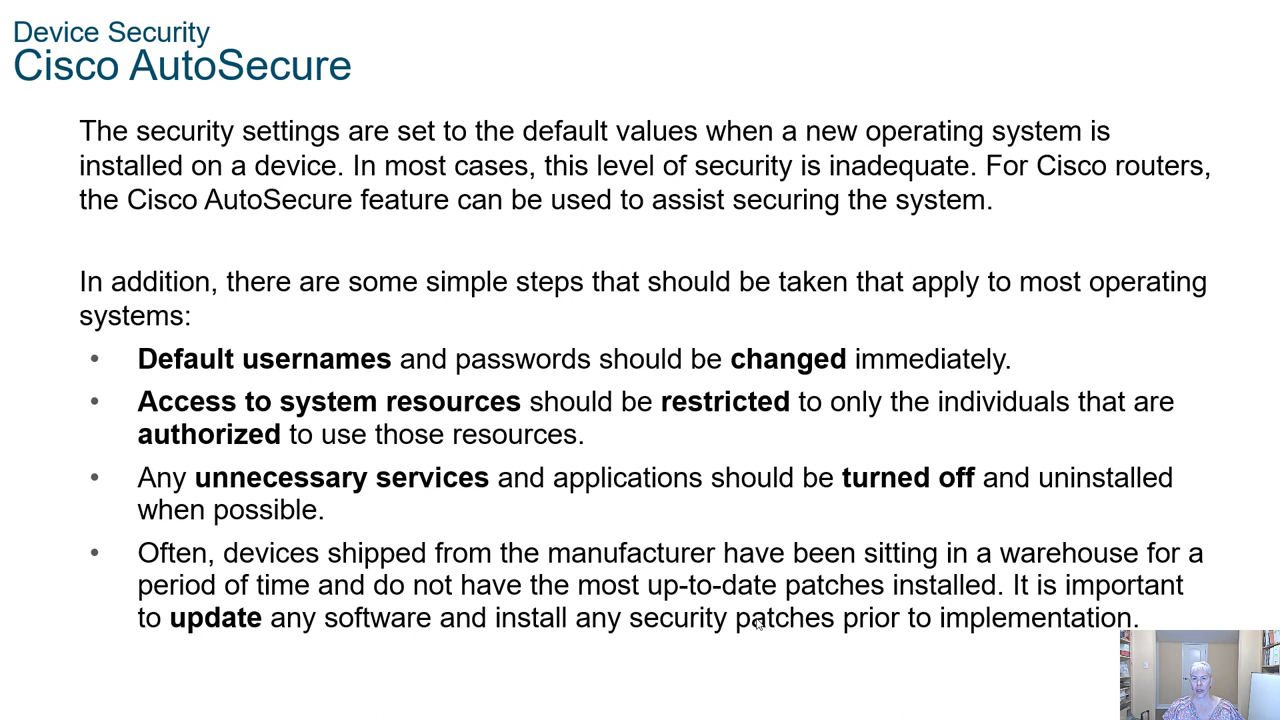 Device Security
Cisco AutoSecure
The security settings are set to the default values when a new operating system is
installed on a device. In most cases, this level of security is inadequate. For Cisco routers,
the Cisco AutoSecure feature can be used to assist securing the system.
In addition, there are some simple steps that should be taken that apply to most operating
systems:
• Default usernames and passwords should be changed immediately.
• Access to system resources should be restricted to only the individuals that are
authorized to use those resources.
• Any unnecessary services and applications should be turned off and uninstalled
when possible.
• Often, devices shipped from the manufacturer have been sitting in a warehouse for a
period of time and do not have the most up-to-date patches installed. It is important
to update any software and install any security patches prior to implementation.